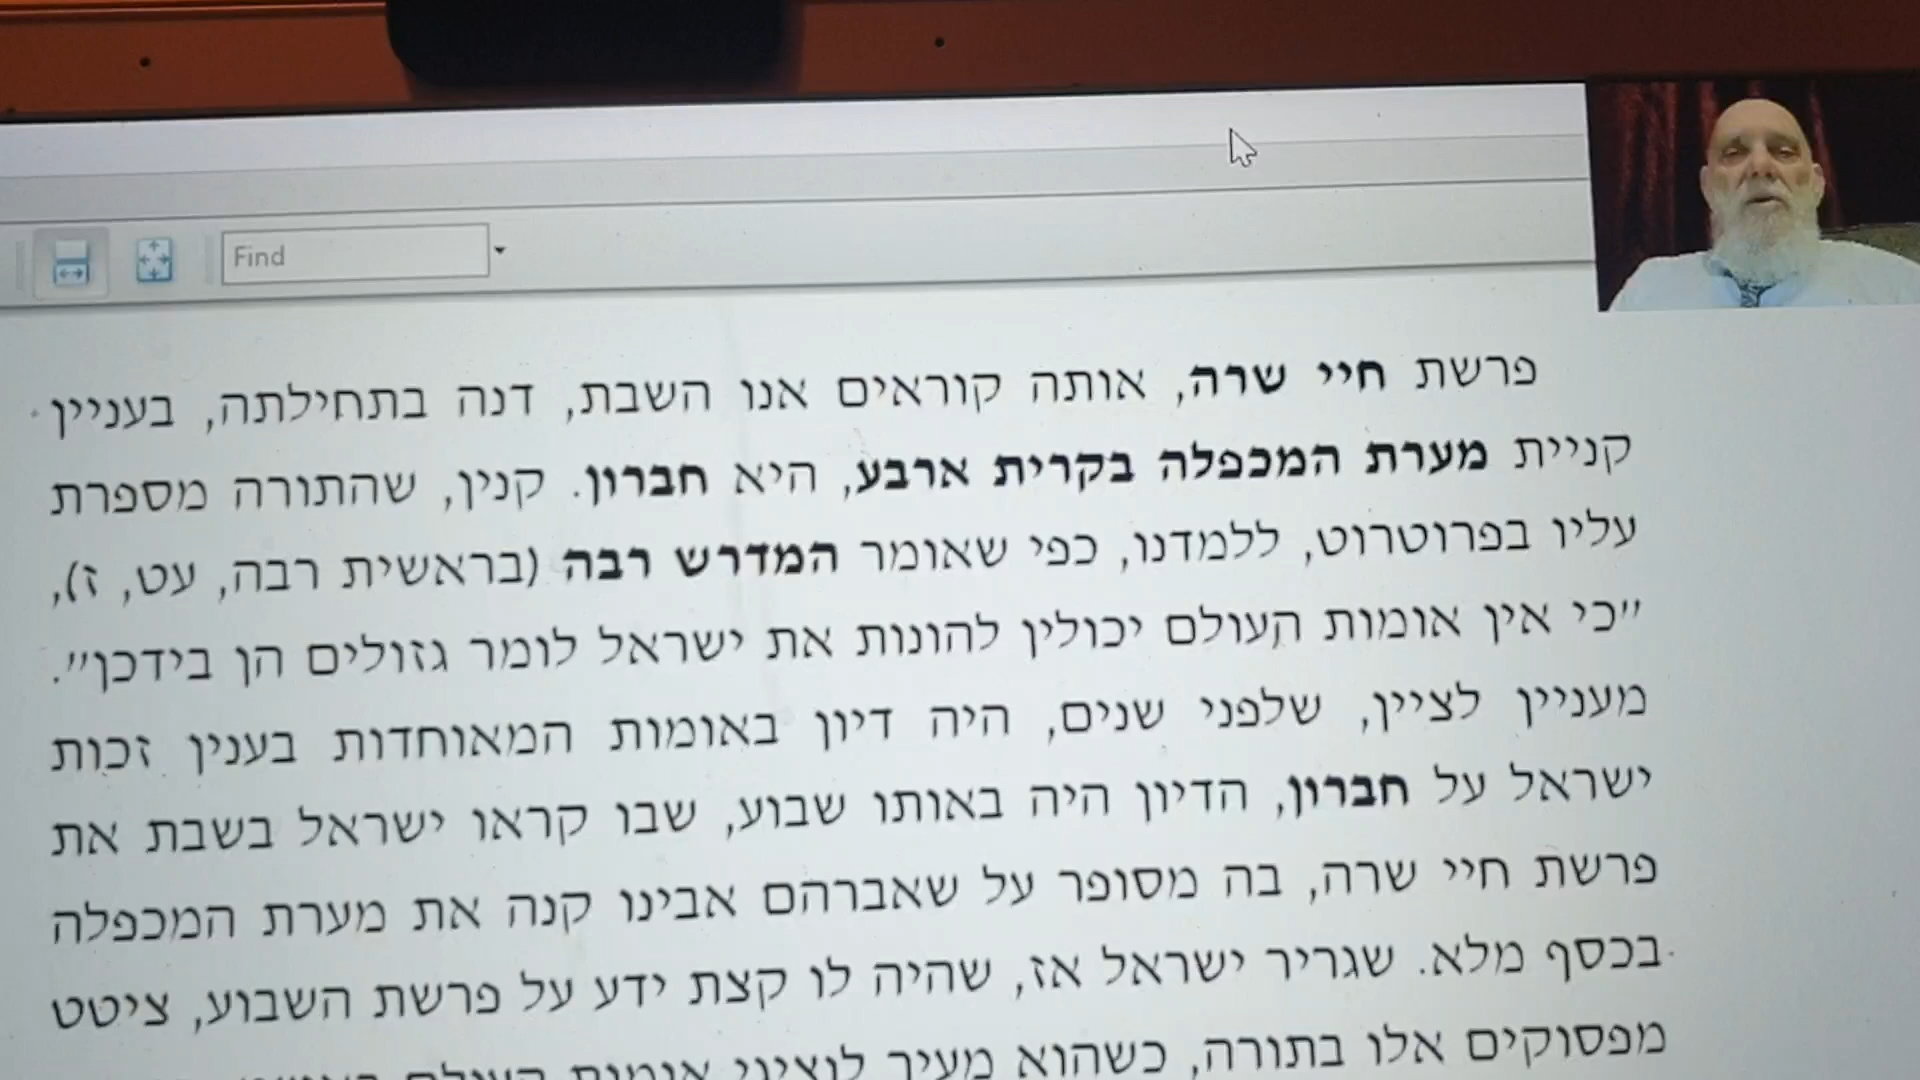 Find
פרשת חיי שרה, אותה קוראים אנו השבת, דנה בתחילתה, בעניין
קניית מערת המכפלה בקרית ארבע, היא חברון. קנין, שהתורה מספרת
עליו בפרוטרוט, ללמדנו, כפי שאומר המדרש רבה (בראשית רבה, עט, ז),
"כי אין אומות העולם יכולין להונות את ישראל לומר גזולים הן בידכן".
מעניין לציין, שלפני שנים, היה דיון באומות המאוחדות בענין זכות
ישראל על חברון, הדיון היה באותו שבוע, שבו קראו ישראל בשבת את
פרשת חיי שרה, בה מסופר על שאברהם אבינו קנה את מערת המכפלה
בכסף מלא. שגריר ישראל אז, שהיה לו קצת ידע על פרשת השבוע, ציטט
מפסוקים אלו בתורה, כשהוא מעיר לנציגי אומות העולם